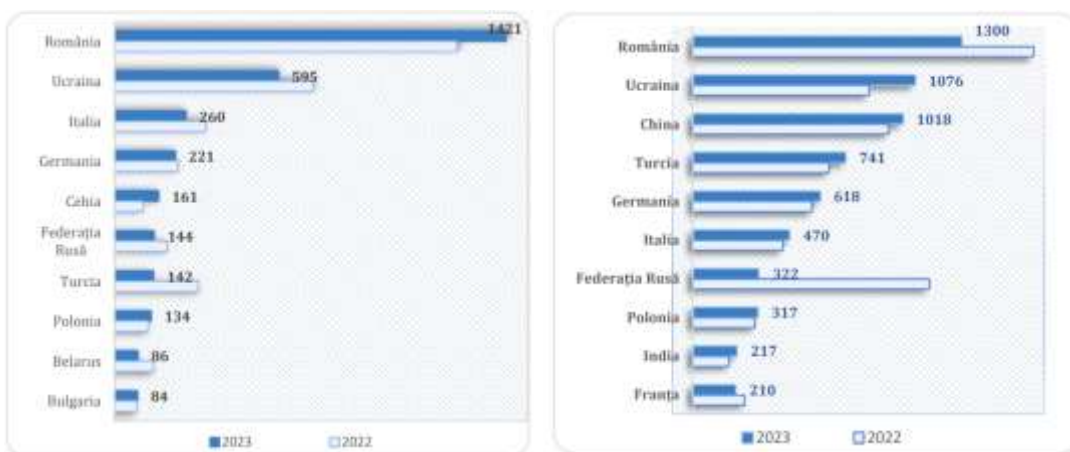 România 1421
Ucraina 595
Italia 260
Germania 221
Cehia 161
Federația
Rusă 144
Turcia 142
Polonia 134
Belarus 86
Bulgaria 84
2023 2022
România 1300
Ucraina 1076
China 1018
Turcia 741
Germania 618
Italia 470
Federația Rusă 322
Polonia 317
India 217
Franța 210
2023 2022